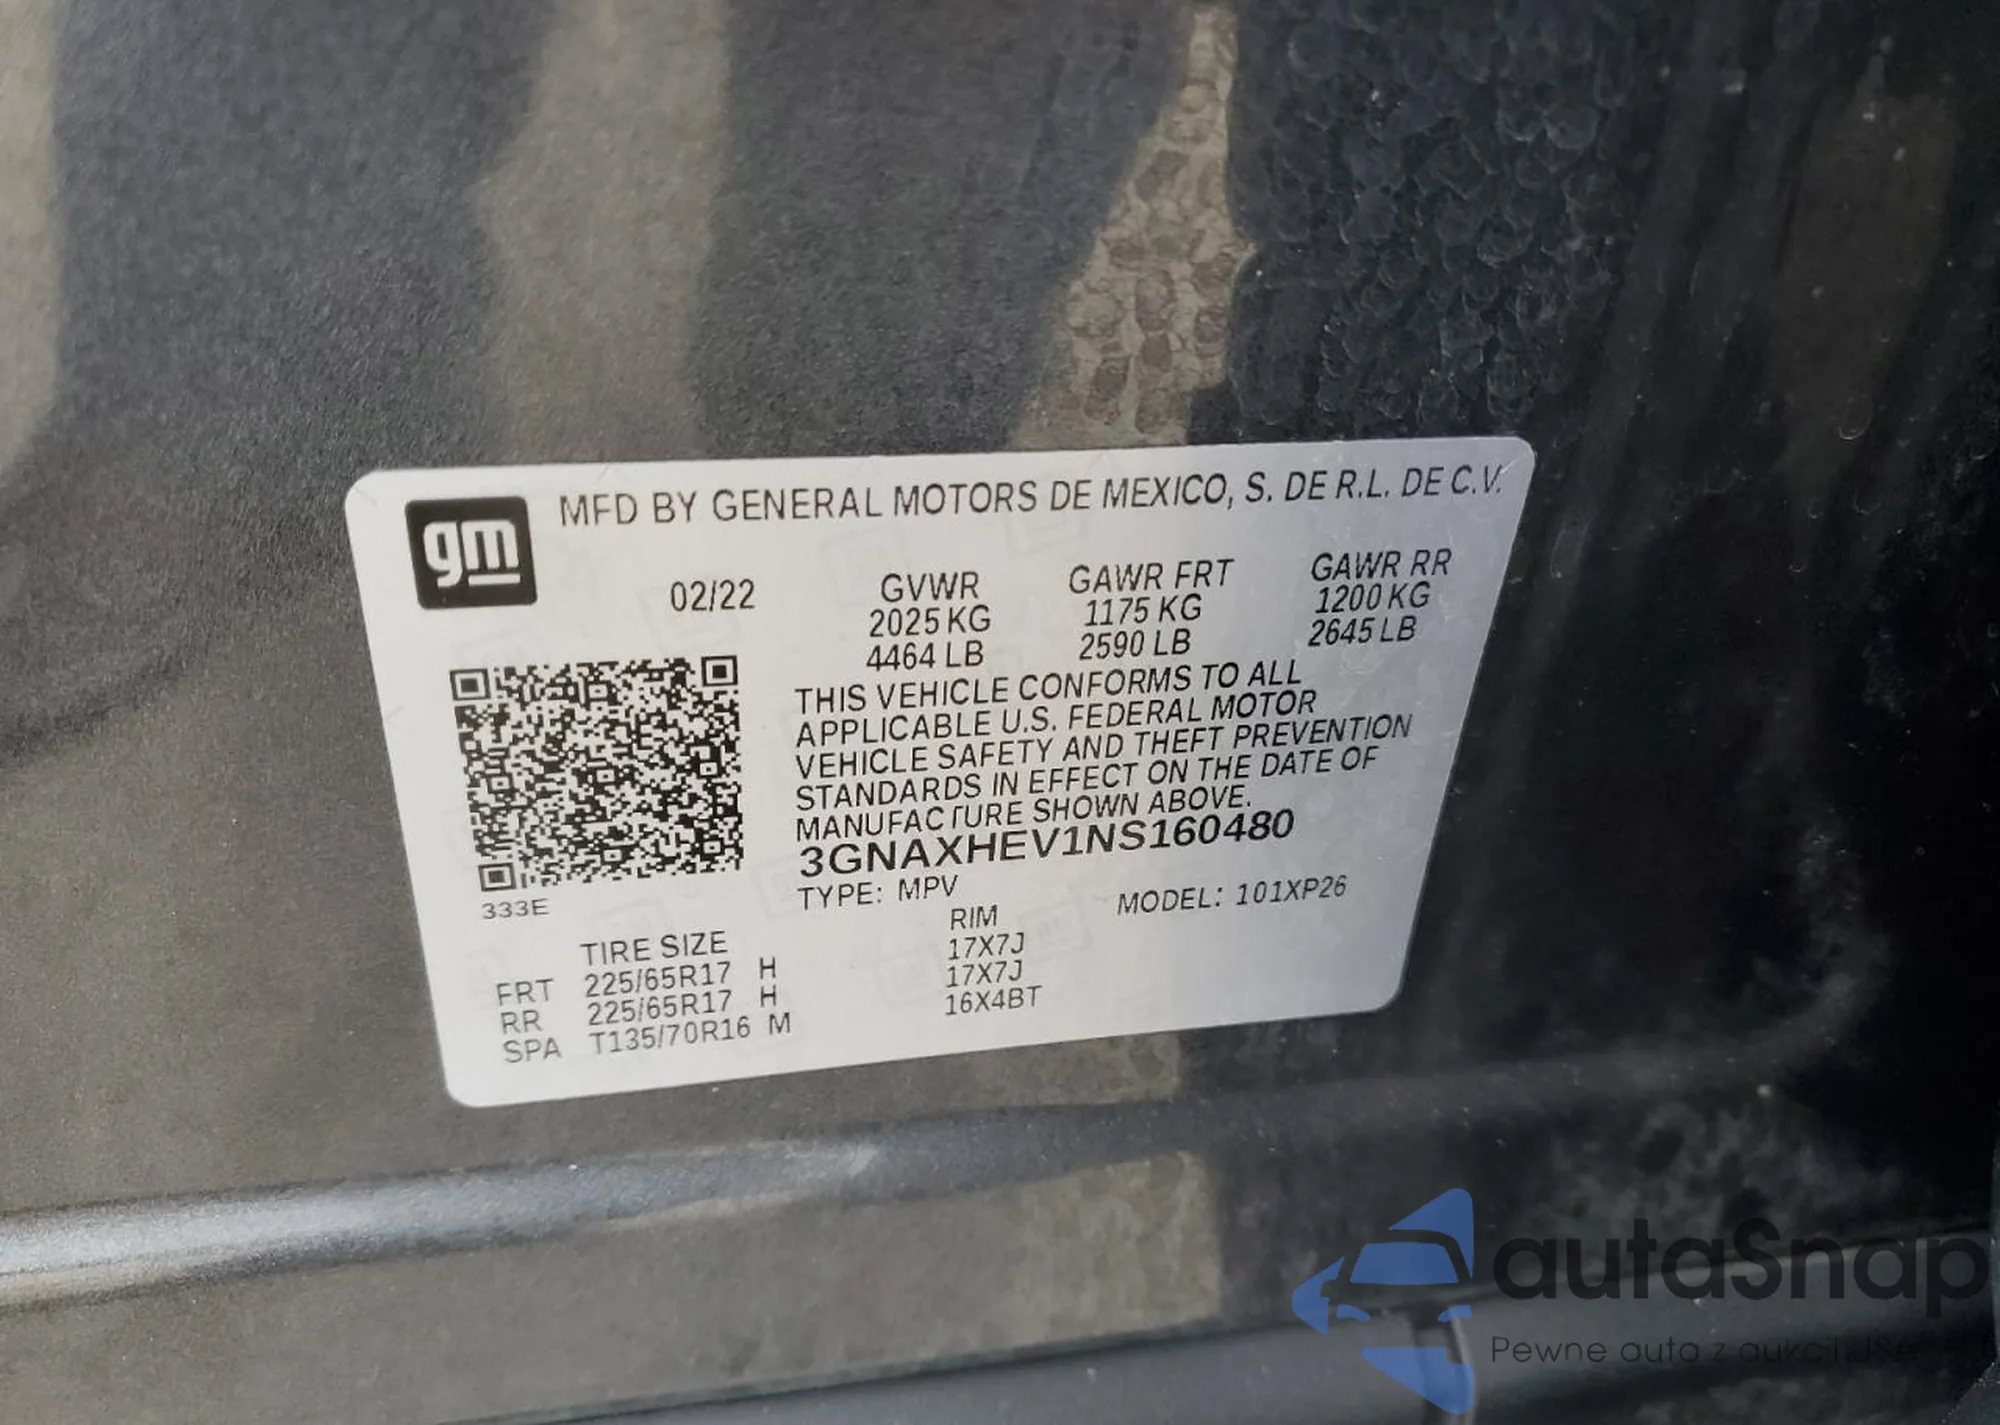 gm
MFD BY GENERAL MOTORS DE MEXICO, S. DE R.L. DE C.V.
02/22 GVWR GAWR FRT GAWR RR
2025 KG 1175 KG 1200 KG
4464 LB 2590 LB 2645 LB
THIS VEHICLE CONFORMS TO ALL
APPLICABLE U.S. FEDERAL MOTOR
VEHICLE SAFETY AND THEFT PREVENTION
STANDARDS IN EFFECT ON THE DATE OF
MANUFACTURE SHOWN ABOVE.
3GNAXHEV1NS160480
TYPE: MPV MODEL: 101XP26
333E
TIRE SIZE RIM
FRT 225/65R17 H 17X7J
RR 225/65R17 H 17X7J
SPA T135/70R16 M 16X4BT
autaSnap
Pewne auta z aukcji